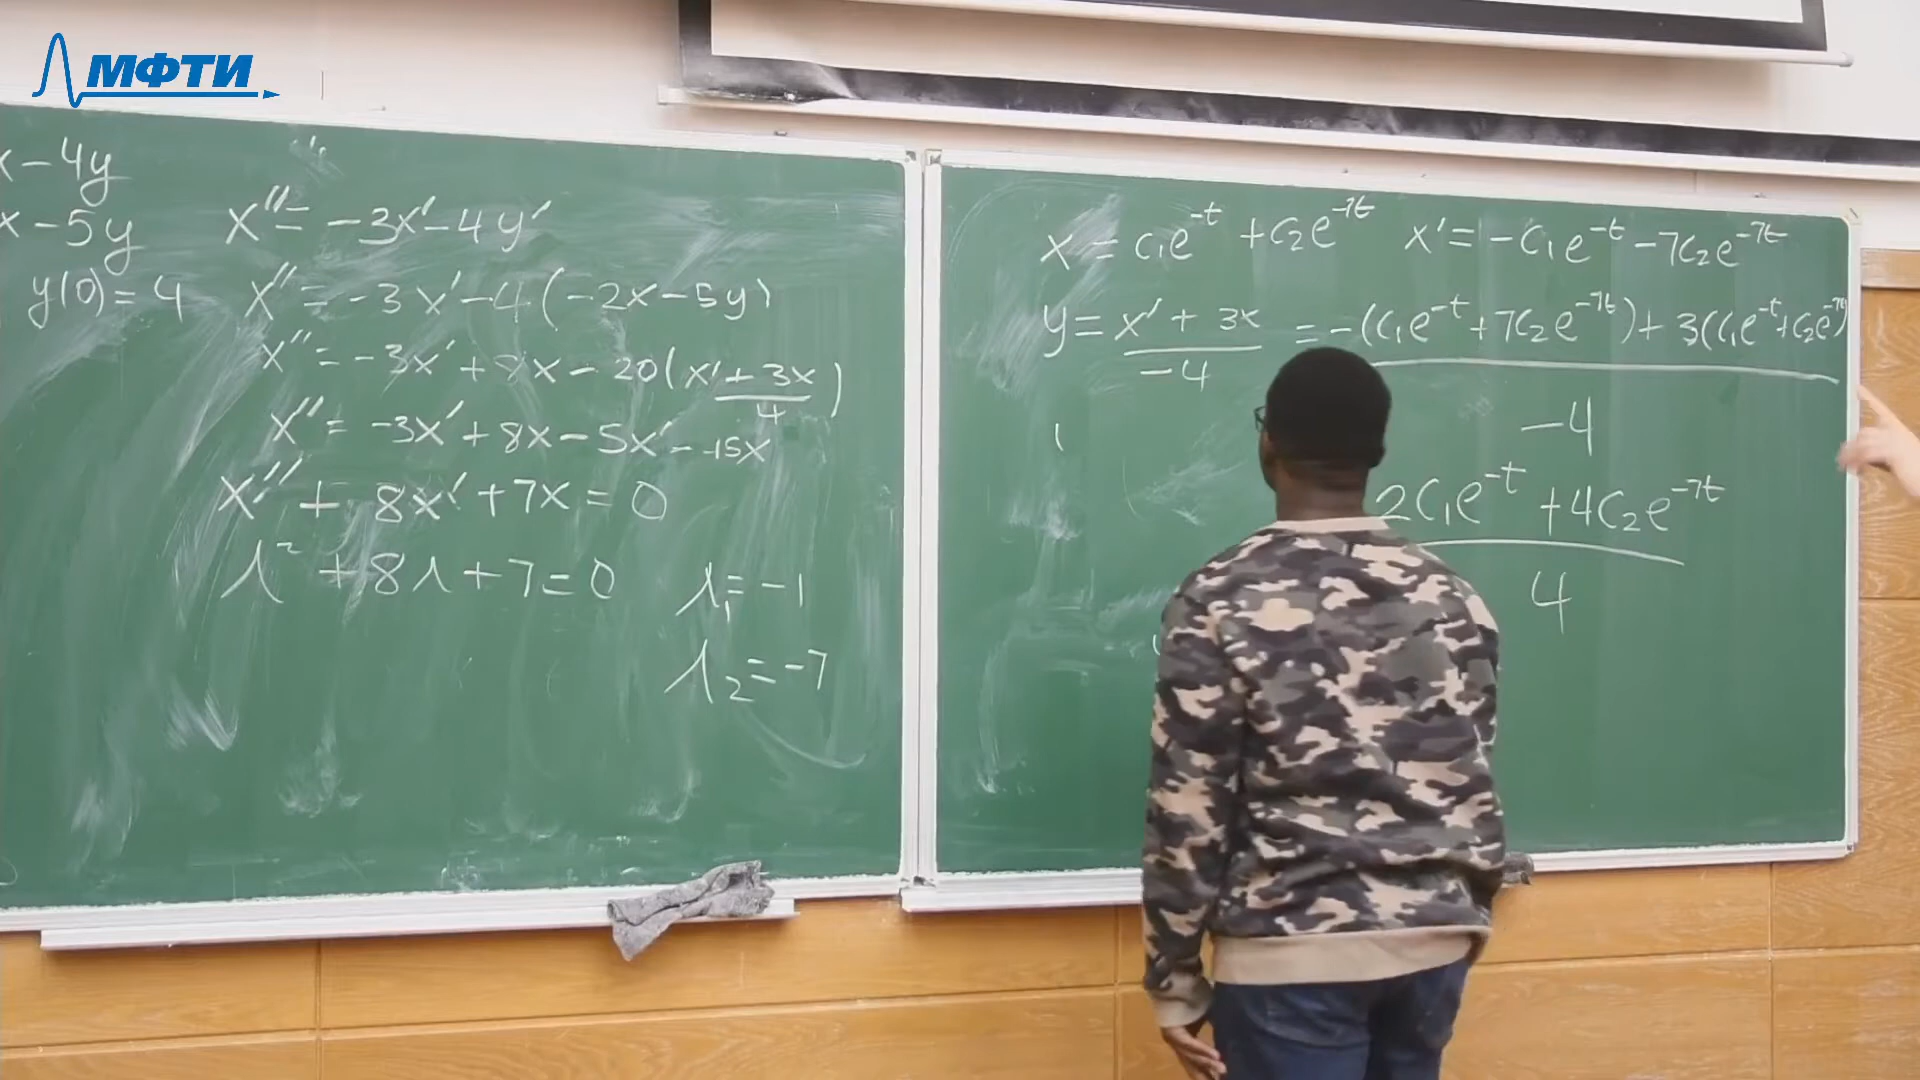 МФТИ
x - 4y
x - 5y
y(0) = 4
x'' = -3x' - 4y'
x'' = -3x' - 4(-2x - 5y)
x'' = -3x' + 8x - 20(x' + 3x / 4)
x'' = -3x' + 8x - 5x' - 15x
x'' + 8x' + 7x = 0
λ² + 8λ + 7 = 0
λ₁ = -1
λ₂ = -7
x = c₁e^-t + c₂e^-7t x' = -c₁e^-t - 7c₂e^-7t
y = x' + 3x / -4 = -(c₁e^-t + 7c₂e^-7t) + 3(c₁e^-t + c₂e^-7t) / -4
2c₁e^-t + 4c₂e^-7t / 4